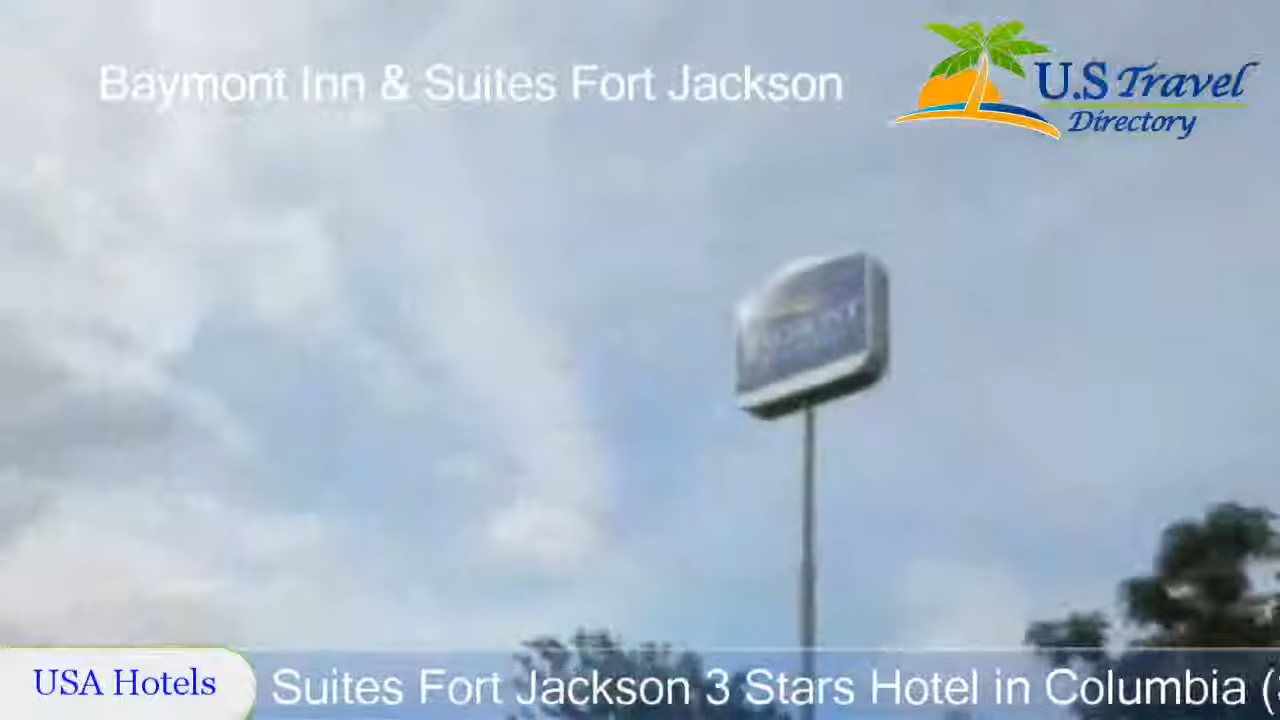 Baymont Inn & Suites Fort Jackson
U.S Travel
Directory
USA Hotels
Suites Fort Jackson 3 Stars Hotel in Columbia (